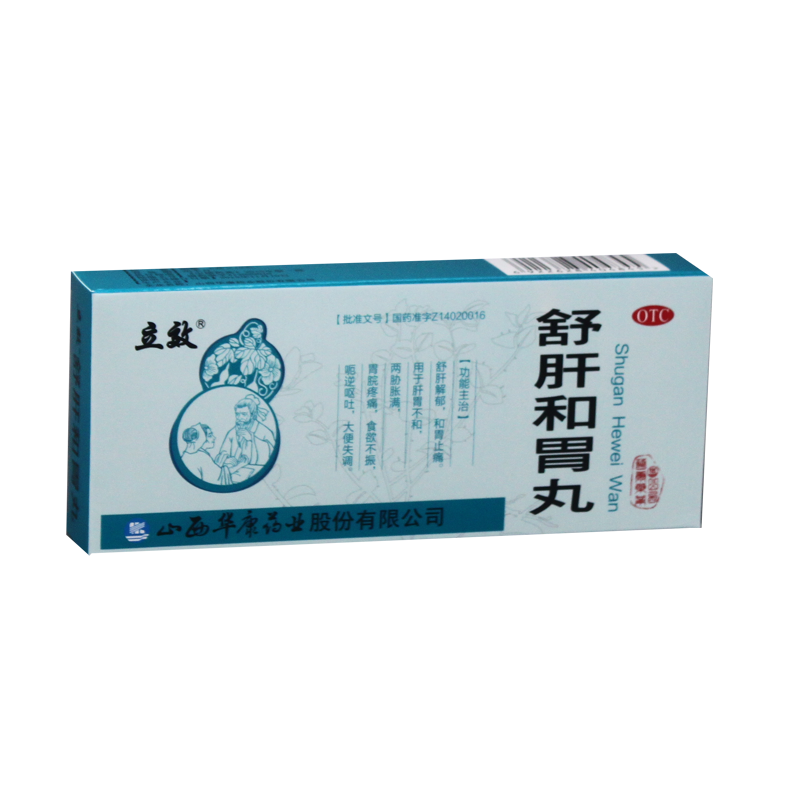 立效®
【批准文号】国药准字Z14020016
OTC
舒肝和胃丸
Shugan Hewei Wan
【功能主治】
舒肝解郁，和胃止痛。
用于肝胃不和，
两胁胀满，
胃脘疼痛，食欲不振，
呃逆呕吐，大便失调。
山西华康药业股份有限公司